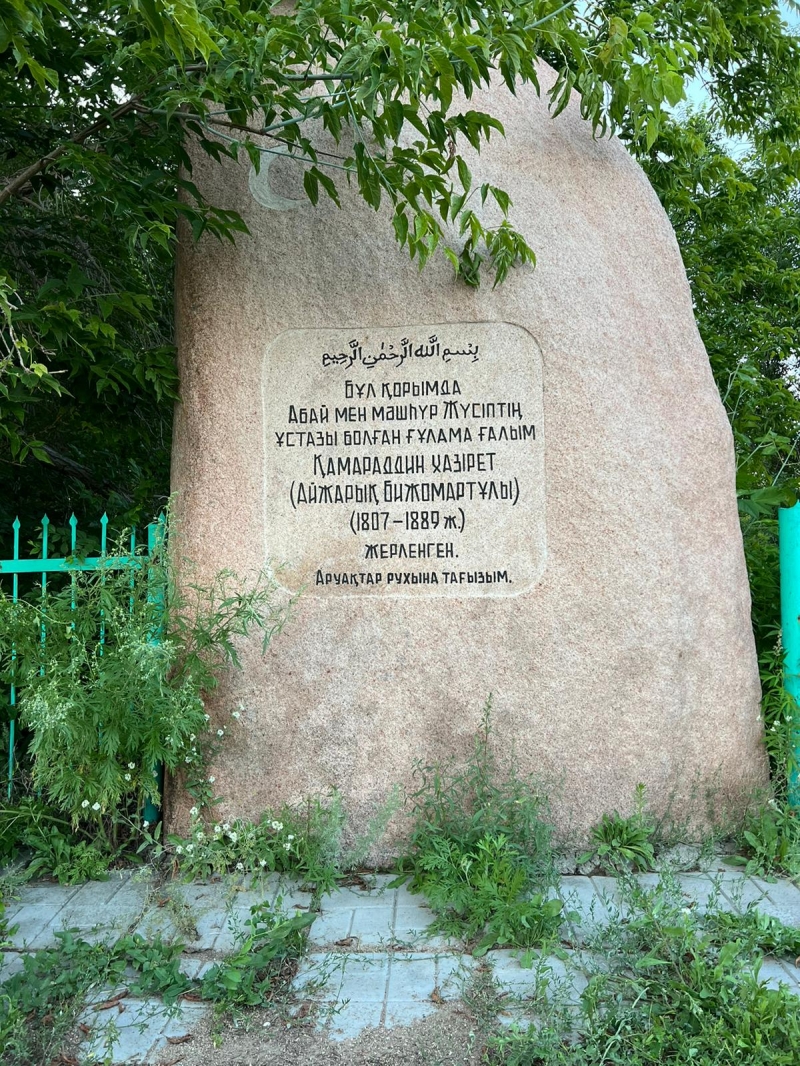 بِسْمِ اللَّهِ الرَّحْمَٰنِ الرَّحِيمِ
Бұл қорымда
Абай мен Мәшһүр Жүсіптің
ұстазы болған ғұлама ғалым
Қамараддин хазірет
(Айжарық Бижомартұлы)
(1807–1889 ж.)
жерленген.
Аруақтар рухына тағызым.